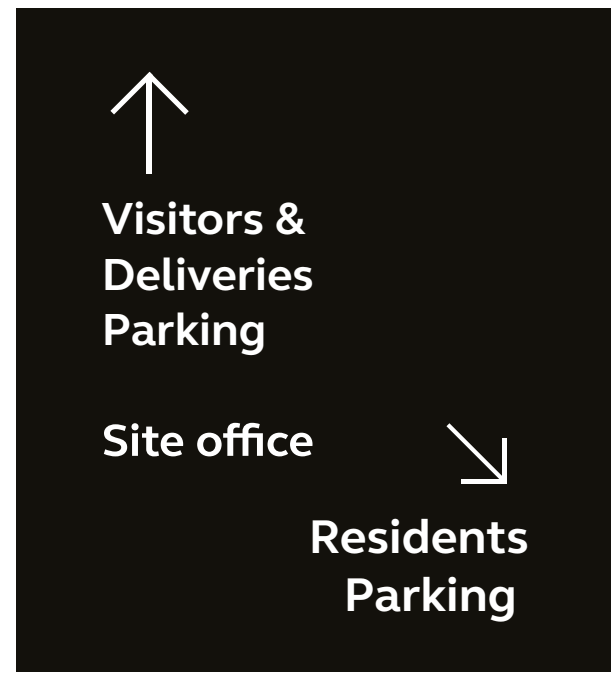 Visitors &
Deliveries
Parking
Site office
Residents
Parking